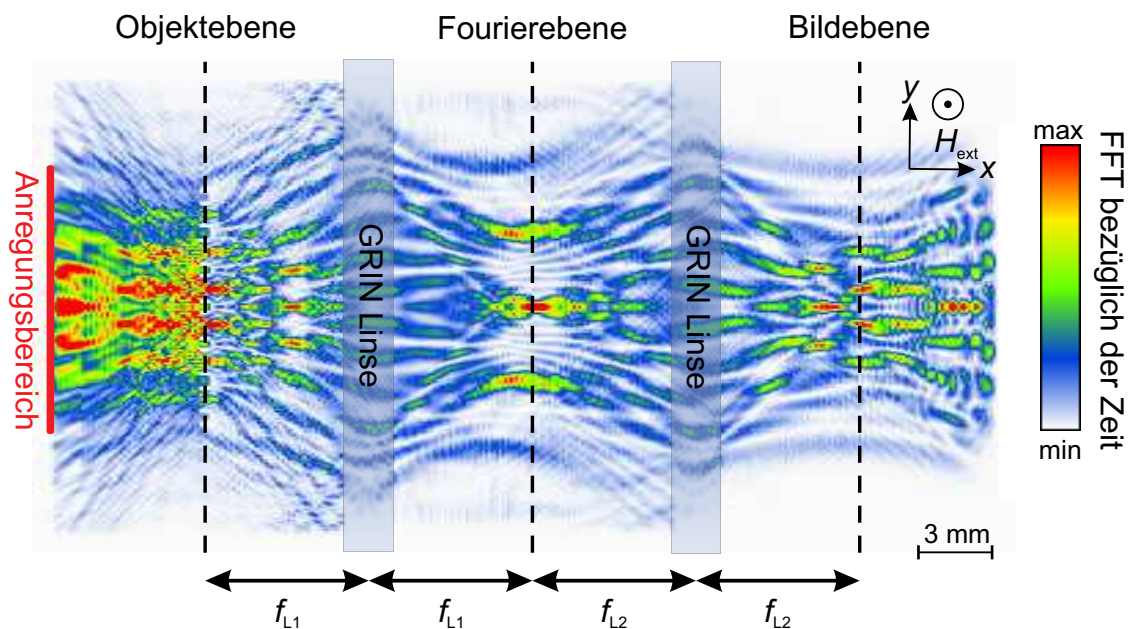 Objektebene Fourierebene Bildebene
Anregungsbereich
GRIN Linse
GRIN Linse
y
H_ext
x
max
min
FFT bezüglich der Zeit
3 mm
f_L1 f_L1 f_L2 f_L2